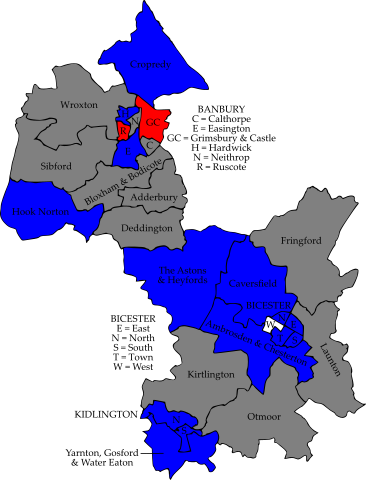 Cropredy
Wroxton
GC
H
N
R
E
C
BANBURY
C = Calthorpe
E = Easington
GC = Grimsbury & Castle
H = Hardwick
N = Neithrop
R = Ruscote
Sibford
Bloxham & Bodicote
Adderbury
Hook Norton
Deddington
Fringford
The Astons
& Heyfords
Caversfield
BICESTER
W
Ambrosden & Chesterton
BICESTER
E = East
N = North
S = South
T = Town
W = West
Launton
Kirtlington
Otmoor
KIDLINGTON
N
S
Yarnton, Gosford
& Water Eaton